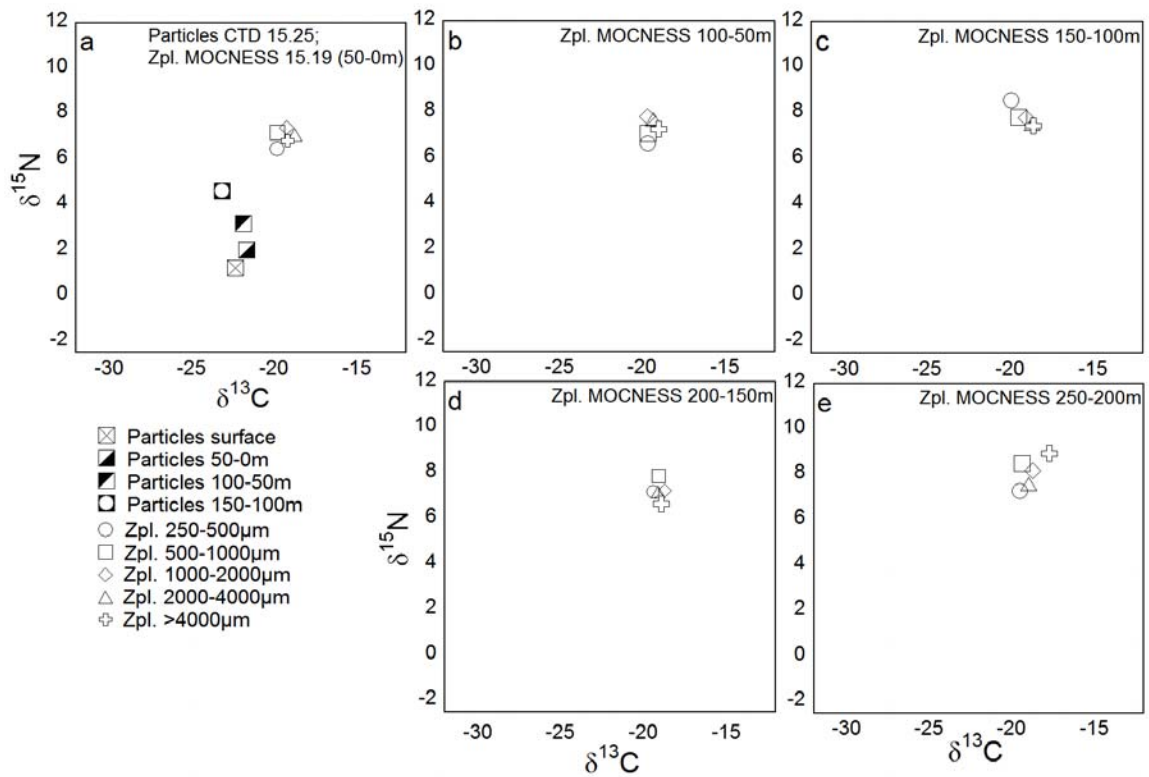 a
Particles CTD 15.25;
Zpl. MOCNESS 15.19 (50-0m)
12
10
8
6
4
2
0
-2
-30
-25
-20
-15
δ15N
δ13C
b
Zpl. MOCNESS 100-50m
12
10
8
6
4
2
0
-2
-30
-25
-20
-15
c
Zpl. MOCNESS 150-100m
12
10
8
6
4
2
0
-2
-30
-25
-20
-15
Particles surface
Particles 50-0m
Particles 100-50m
Particles 150-100m
Zpl. 250-500µm
Zpl. 500-1000µm
Zpl. 1000-2000µm
Zpl. 2000-4000µm
Zpl. >4000µm
d
Zpl. MOCNESS 200-150m
12
10
8
6
4
2
0
-2
-30
-25
-20
-15
δ15N
δ13C
e
Zpl. MOCNESS 250-200m
12
10
8
6
4
2
0
-2
-30
-25
-20
-15
δ13C